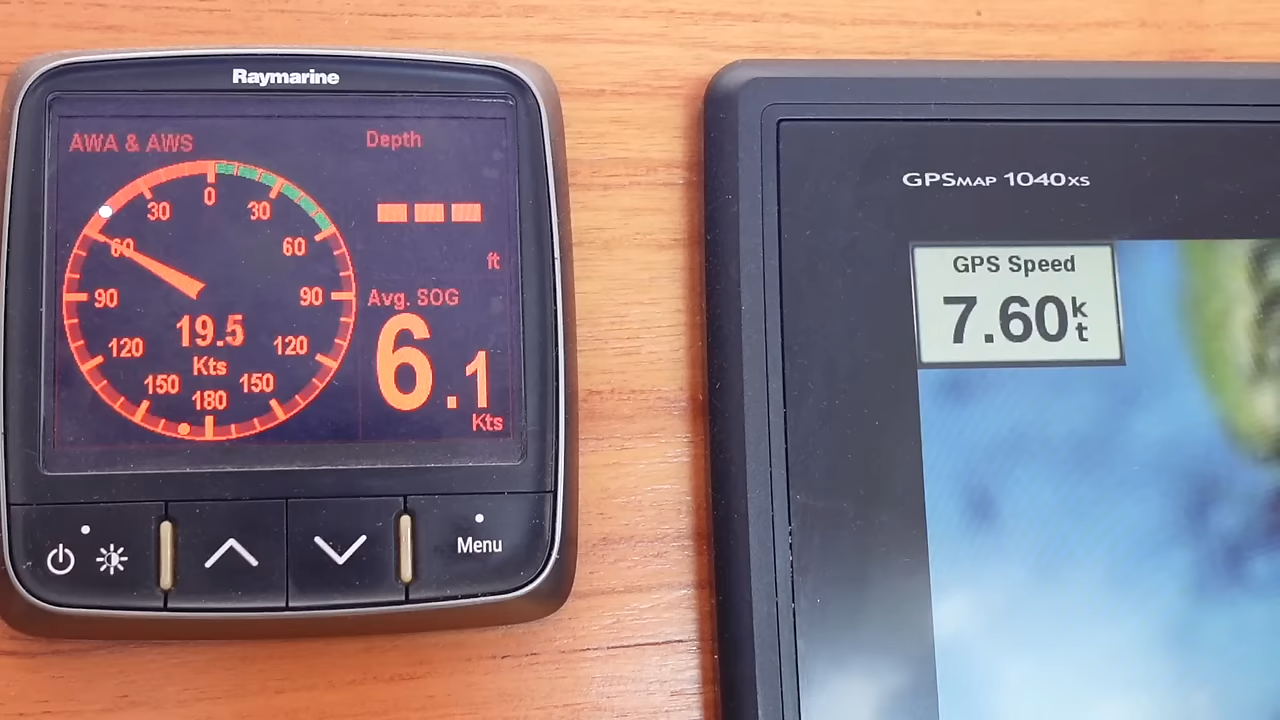 Raymarine
AWA & AWS
Depth
0
30 30
60 60
ft
90 90
Avg. SOG
19.5
6.1
120 120
Kts
150 150
180
Kts
Menu
GPSMAP 1040xs
GPS Speed
7.60kt